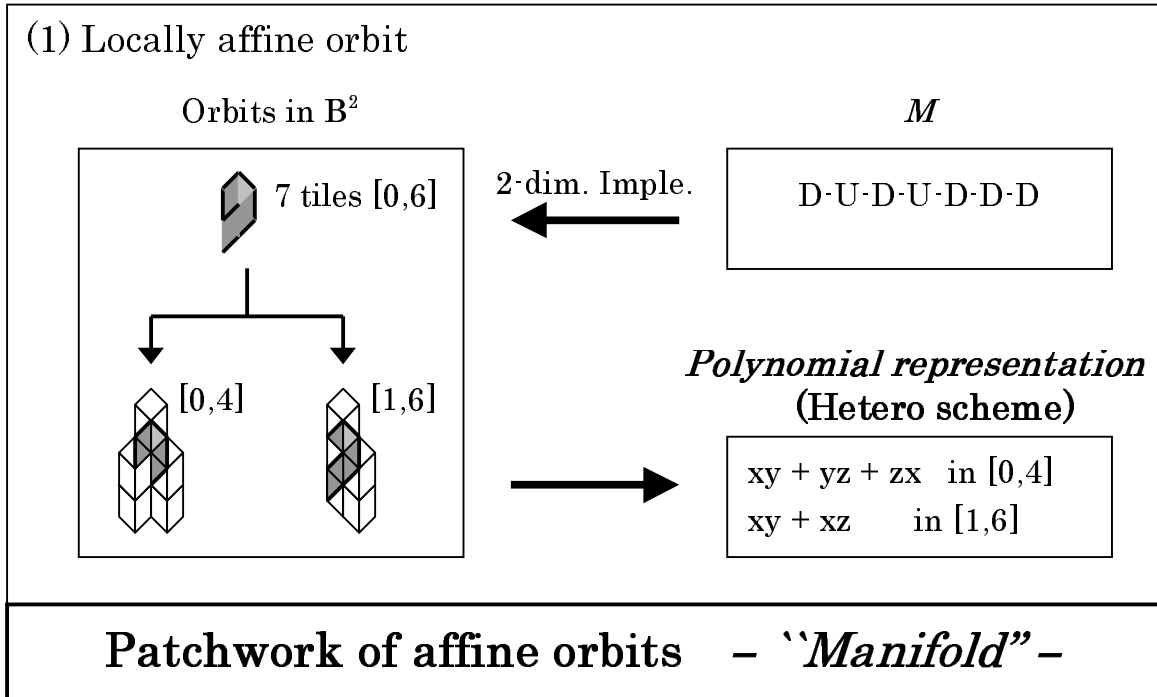 (1) Locally affine orbit
Orbits in B²
M
7 tiles [0,6]
2-dim. Imple.
D-U-D-U-D-D-D
[0,4]
[1,6]
Polynomial representation
(Hetero scheme)
xy + yz + zx in [0,4]
xy + xz in [1,6]
Patchwork of affine orbits – ``Manifold” –